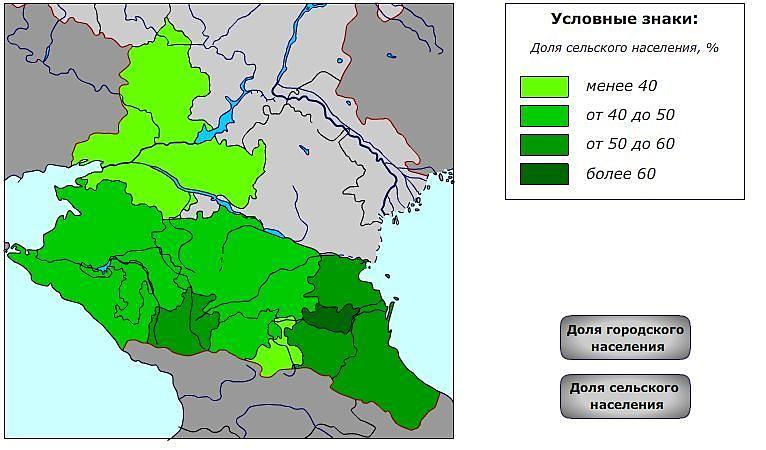 Условные знаки:
Доля сельского населения, %
менее 40
от 40 до 50
от 50 до 60
более 60
Доля городского
населения
Доля сельского
населения